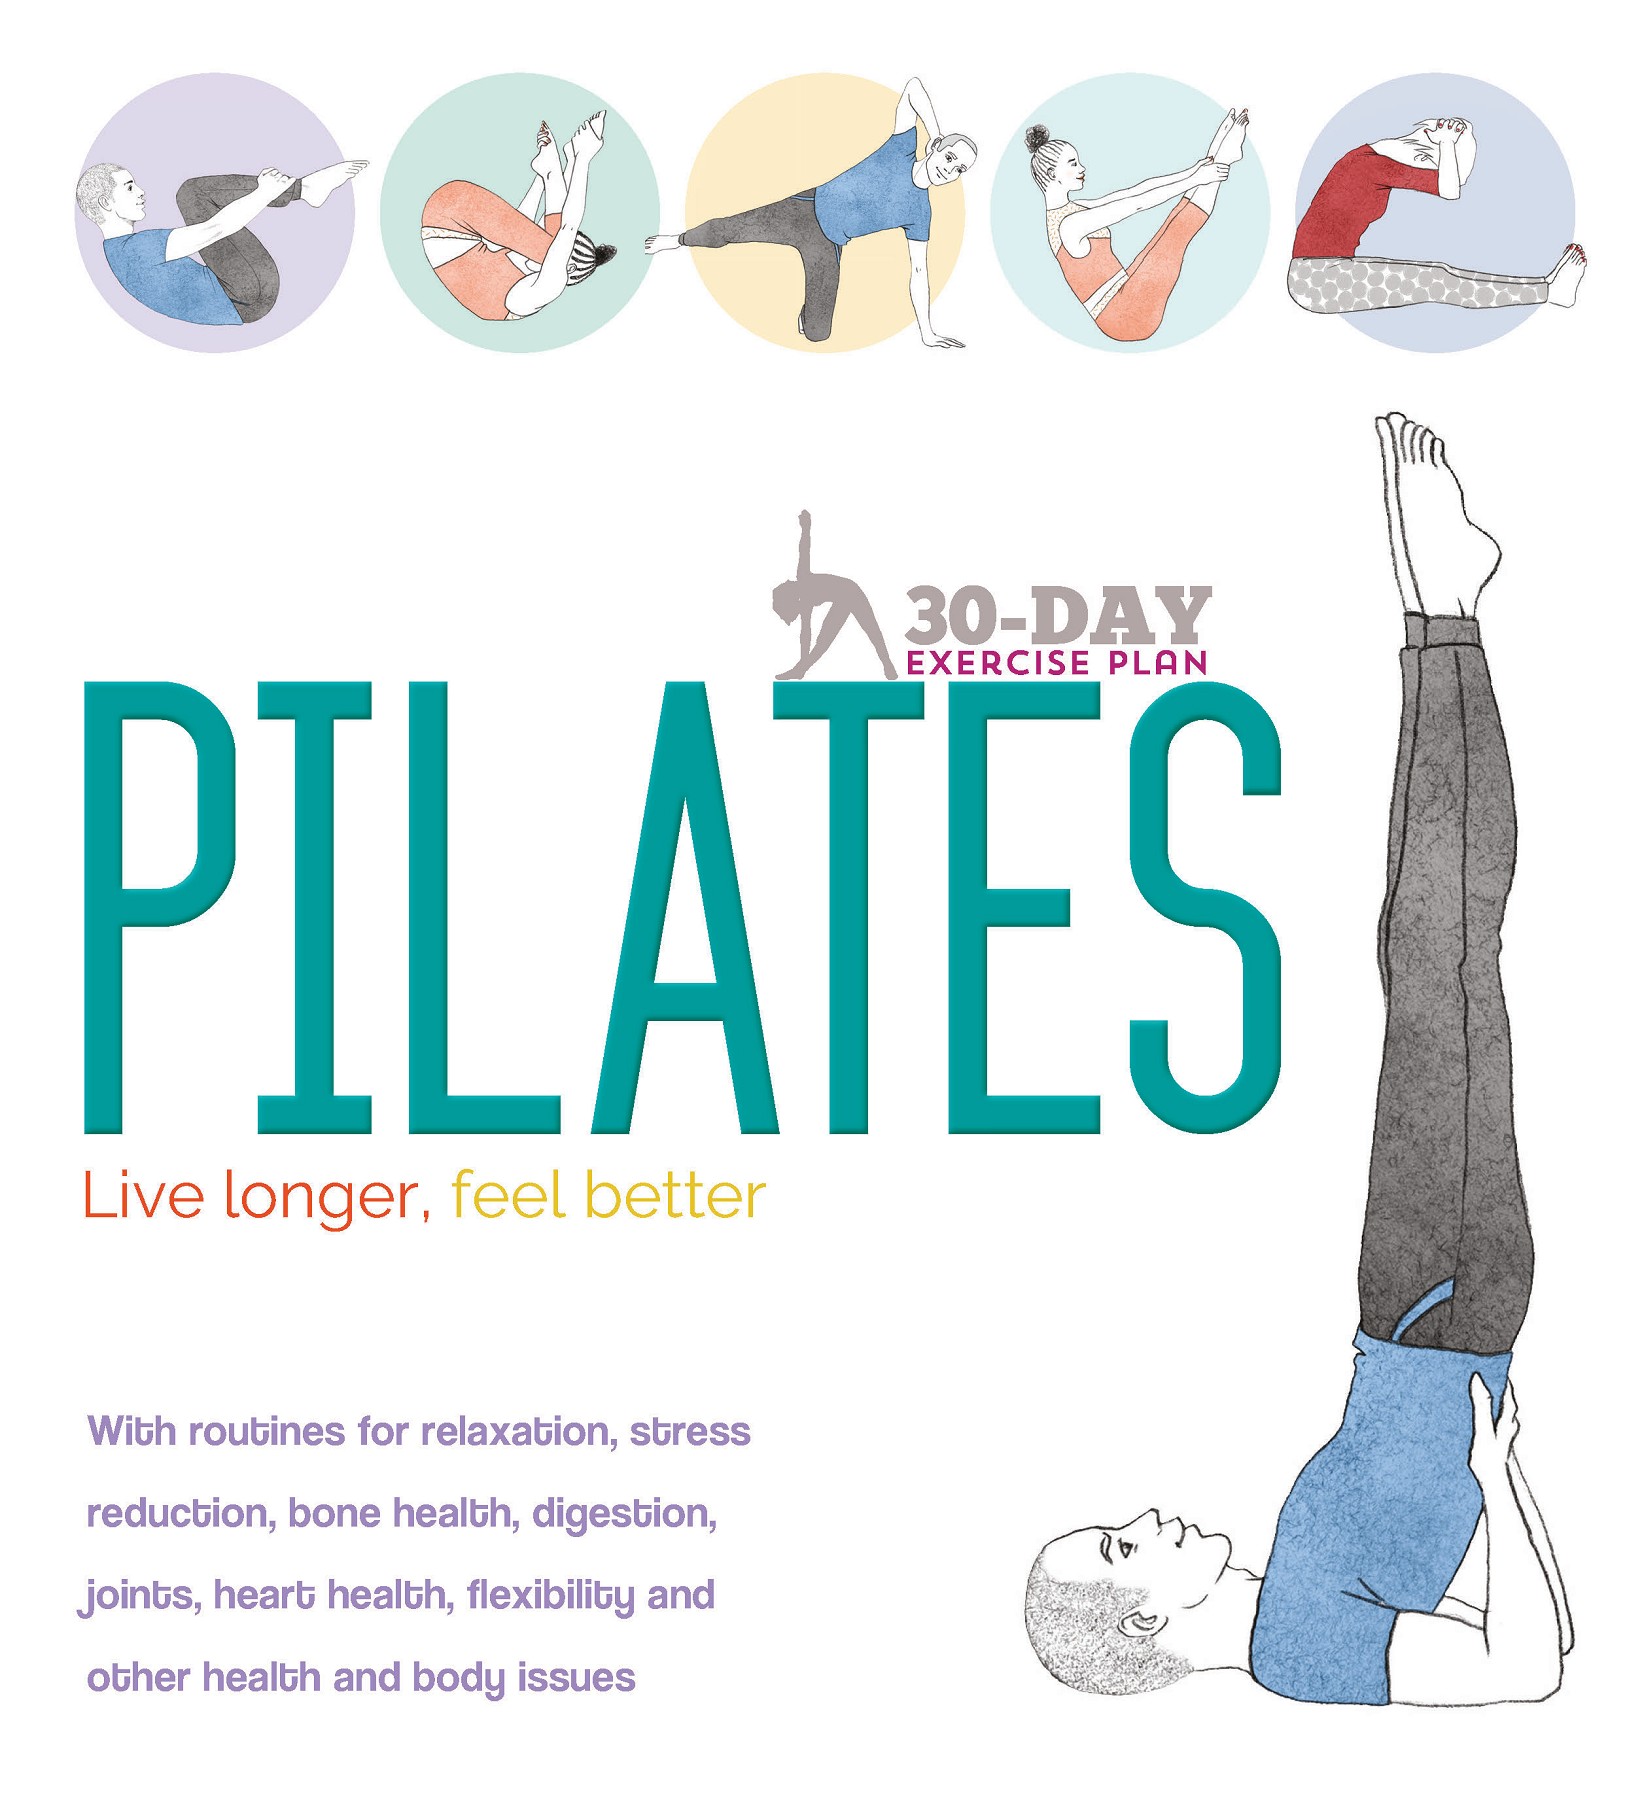 30-DAY
EXERCISE PLAN
PILATES
Live longer, feel better
With routines for relaxation, stress
reduction, bone health, digestion,
joints, heart health, flexibility and
other health and body issues